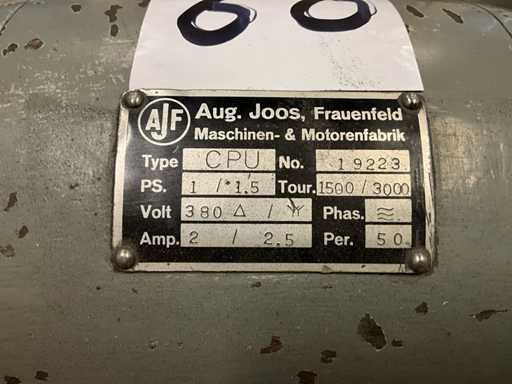 60
AJF
Aug. Joos, Frauenfeld
Maschinen- & Motorenfabrik
Type CPU No. 19223
PS. 1 / 1.5 Tour. 1500 / 3000
Volt 380 Δ / Phas.
Amp. 2 / 2.5 Per. 50